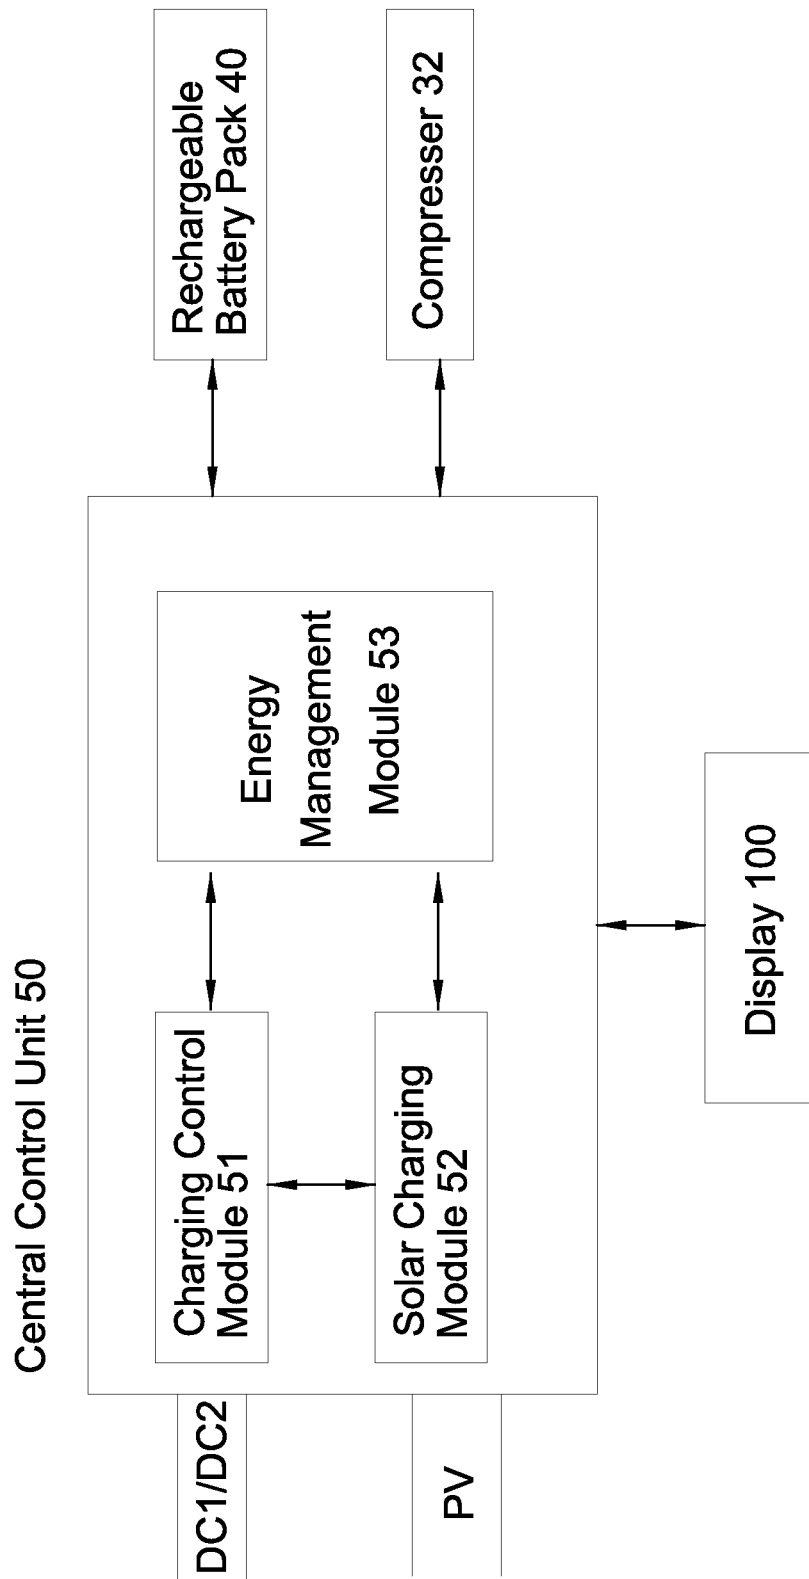 Central Control Unit 50
DC1/DC2
Charging Control
Module 51
Rechargeable
Battery Pack 40
Energy
Management
Module 53
PV
Solar Charging
Module 52
Compresser 32
Display 100